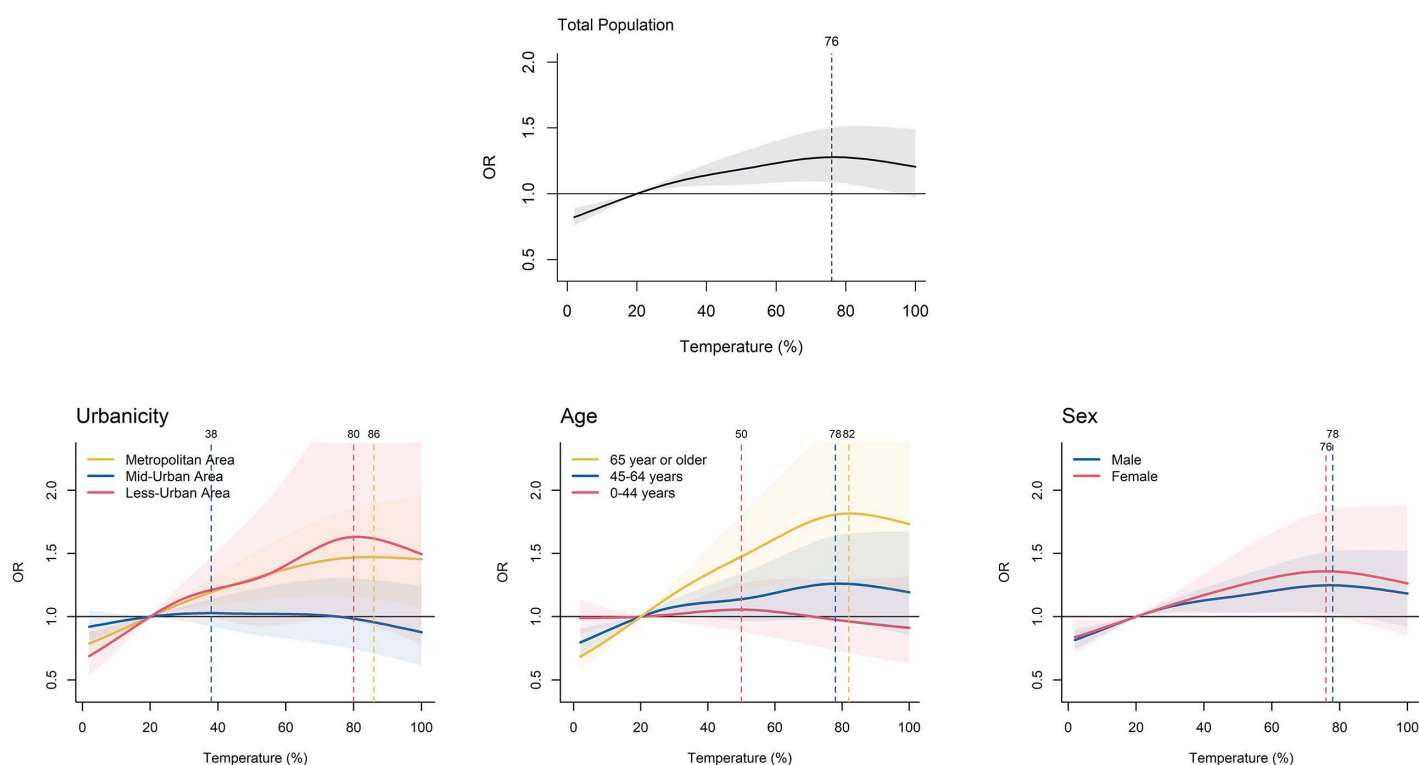 Total Population
76
2.0
1.5
1.0
0.5
OR
0 20 40 60 80 100
Temperature (%)
Urbanicity
38 80 86
Metropolitan Area
Mid-Urban Area
Less-Urban Area
2.0
1.5
1.0
0.5
OR
0 20 40 60 80 100
Temperature (%)
Age
50 78 82
65 year or older
45-64 years
0-44 years
2.0
1.5
1.0
0.5
OR
0 20 40 60 80 100
Temperature (%)
Sex
78
76
Male
Female
2.0
1.5
1.0
0.5
OR
0 20 40 60 80 100
Temperature (%)